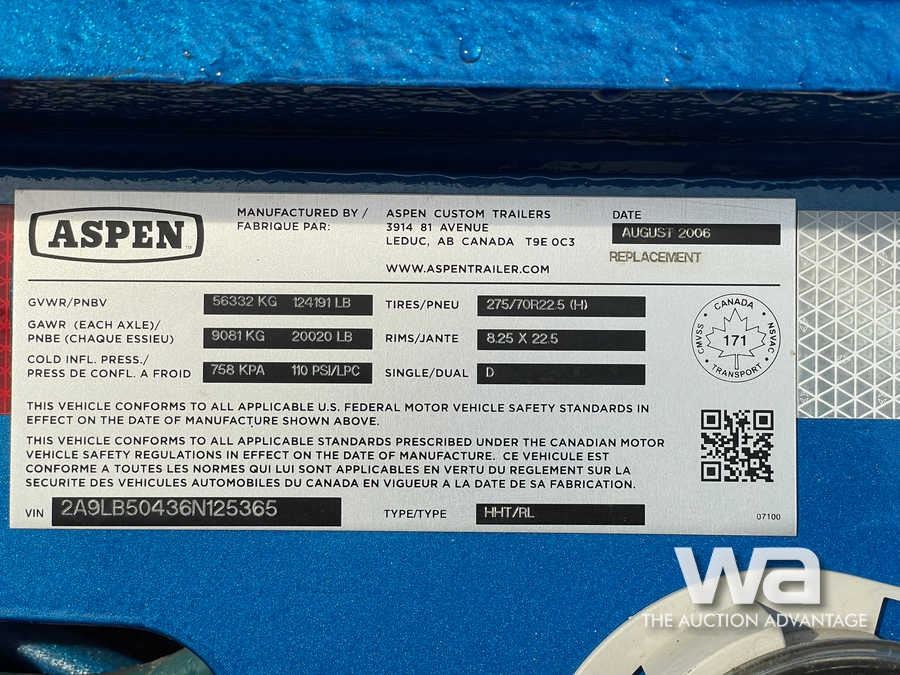 ASPEN
MANUFACTURED BY /
FABRIQUE PAR:
ASPEN CUSTOM TRAILERS
3914 81 AVENUE
LEDUC, AB CANADA T9E 0C3
WWW.ASPENTRAILER.COM
DATE
AUGUST 2006
REPLACEMENT
GVWR/PNBV 56332 KG 124191 LB
GAWR (EACH AXLE)/
PNBE (CHAQUE ESSIEU) 9081 KG 20020 LB
COLD INFL. PRESS./
PRESS DE CONFL. A FROID 758 KPA 110 PSI/LPC
TIRES/PNEU 275/70R22.5 (H)
RIMS/JANTE 8.25 X 22.5
SINGLE/DUAL D
CANADA
CMVSS 171 NSVAC
TRANSPORT
THIS VEHICLE CONFORMS TO ALL APPLICABLE U.S. FEDERAL MOTOR VEHICLE SAFETY STANDARDS IN
EFFECT ON THE DATE OF MANUFACTURE SHOWN ABOVE.
THIS VEHICLE CONFORMS TO ALL APPLICABLE STANDARDS PRESCRIBED UNDER THE CANADIAN MOTOR
VEHICLE SAFETY REGULATIONS IN EFFECT ON THE DATE OF MANUFACTURE. CE VEHICULE EST
CONFORME A TOUTES LES NORMES QUI LUI SONT APPLICABLES EN VERTU DU REGLEMENT SUR LA
SECURITE DES VEHICULES AUTOMOBILES DU CANADA EN VIGUEUR A LA DATE DE SA FABRICATION.
VIN 2A9LB50436N125365
TYPE/TYPE HHT/RL
07100
wa
THE AUCTION ADVANTAGE